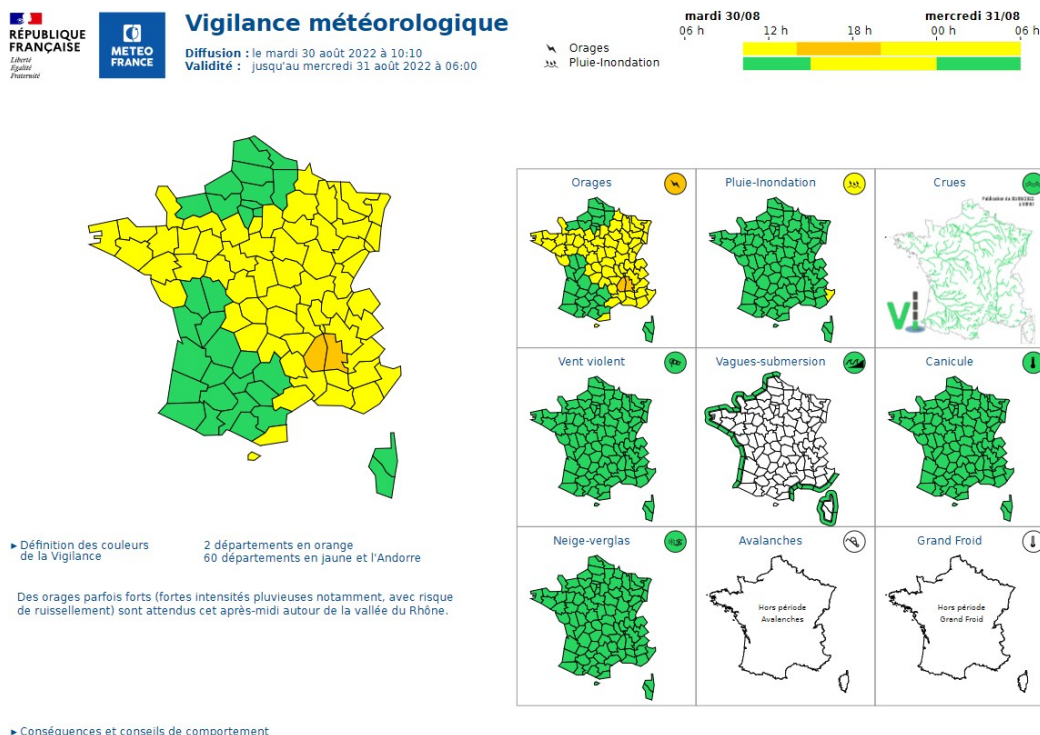 RÉPUBLIQUE
FRANÇAISE
Liberté
Égalité
Fraternité
METEO
FRANCE
Vigilance météorologique
Diffusion : le mardi 30 août 2022 à 10:10
Validité : jusqu'au mercredi 31 août 2022 à 06:00
mardi 30/08 mercredi 31/08
06 h 12 h 18 h 00 h 06 h
Orages
Pluie-Inondation
Orages
Pluie-Inondation
Crues
Vent violent
Vagues-submersion
Canicule
Neige-verglas
Avalanches
Hors période
Avalanches
Grand Froid
Hors période
Grand Froid
▸ Définition des couleurs
de la Vigilance
2 départements en orange
60 départements en jaune et l'Andorre
Des orages parfois forts (fortes intensités pluvieuses notamment, avec risque
de ruissellement) sont attendus cet après-midi autour de la vallée du Rhône.
▸ Conséquences et conseils de comportement